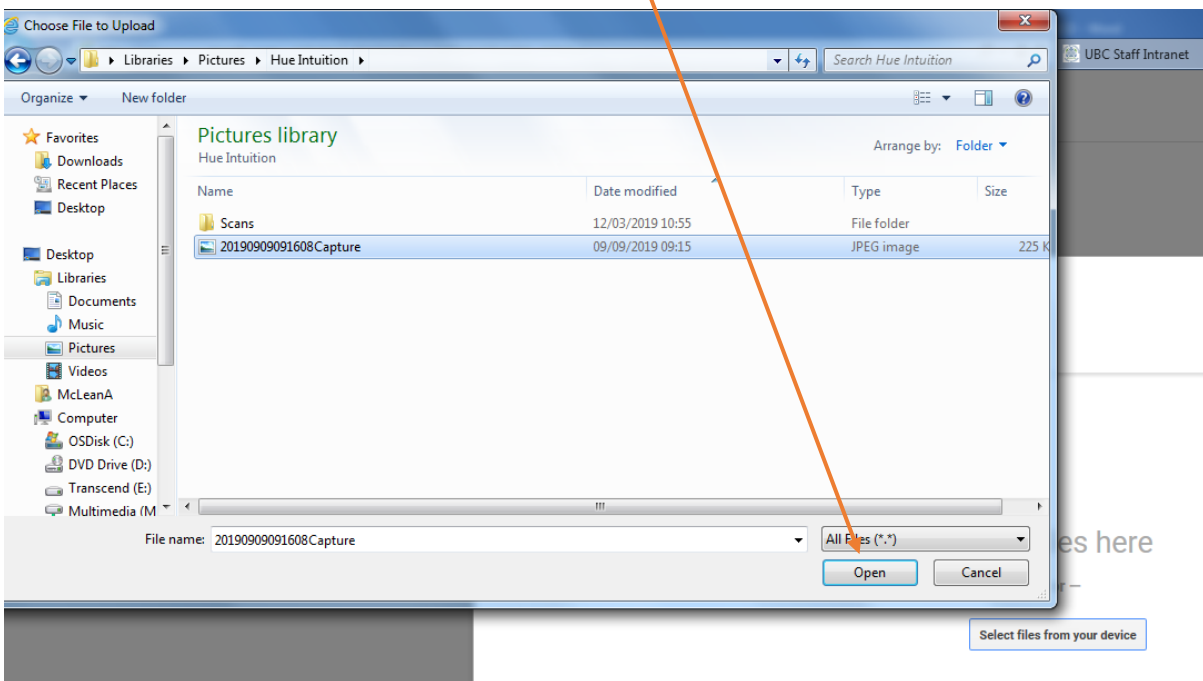 Choose File to Upload
Libraries Pictures Hue Intuition
Search Hue Intuition
UBC Staff Intranet
Organize New folder
Favorites
Downloads
Recent Places
Desktop
Desktop
Libraries
Documents
Music
Pictures
Videos
McLeanA
Computer
OSDisk (C:)
DVD Drive (D:)
Transcend (E:)
Multimedia (M
Pictures library
Hue Intuition
Arrange by: Folder
Name Date modified Type Size
Scans 12/03/2019 10:55 File folder
20190909091608Capture 09/09/2019 09:15 JPEG image 225 K
File name: 20190909091608Capture
All Files (*.*)
Open Cancel
es here
Select files from your device